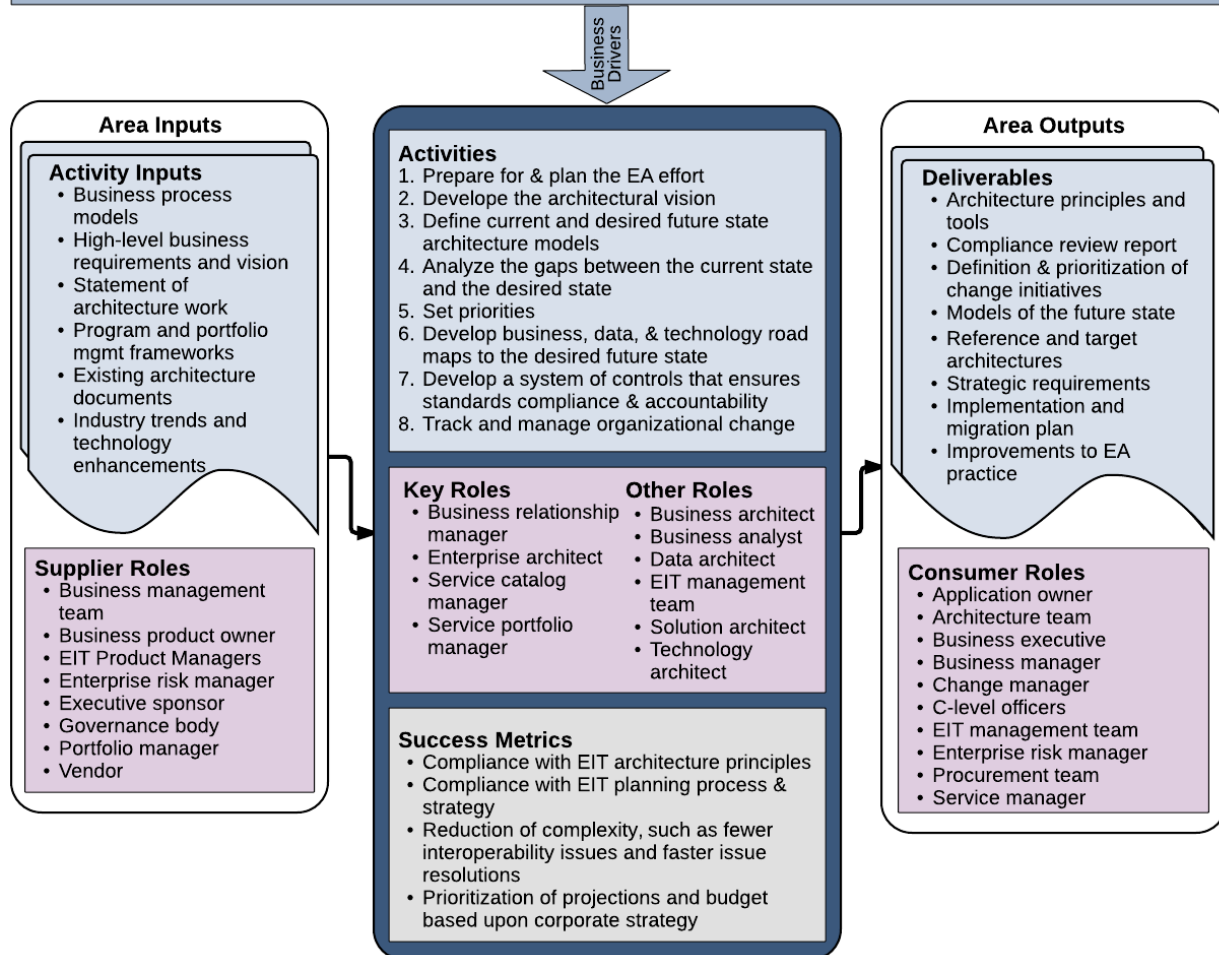 Business
Drivers
Area Inputs
Activity Inputs
• Business process
models
• High-level business
requirements and vision
• Statement of
architecture work
• Program and portfolio
mgmt frameworks
• Existing architecture
documents
• Industry trends and
technology
enhancements
Supplier Roles
• Business management
team
• Business product owner
• EIT Product Managers
• Enterprise risk manager
• Executive sponsor
• Governance body
• Portfolio manager
• Vendor
Activities
1. Prepare for & plan the EA effort
2. Develope the architectural vision
3. Define current and desired future state
architecture models
4. Analyze the gaps between the current state
and the desired state
5. Set priorities
6. Develop business, data, & technology road
maps to the desired future state
7. Develop a system of controls that ensures
standards compliance & accountability
8. Track and manage organizational change
Key Roles
• Business relationship
manager
• Enterprise architect
• Service catalog
manager
• Service portfolio
manager
Other Roles
• Business architect
• Business analyst
• Data architect
• EIT management
team
• Solution architect
• Technology
architect
Success Metrics
• Compliance with EIT architecture principles
• Compliance with EIT planning process &
strategy
• Reduction of complexity, such as fewer
interoperability issues and faster issue
resolutions
• Prioritization of projections and budget
based upon corporate strategy
Area Outputs
Deliverables
• Architecture principles and
tools
• Compliance review report
• Definition & prioritization of
change initiatives
• Models of the future state
• Reference and target
architectures
• Strategic requirements
• Implementation and
migration plan
• Improvements to EA
practice
Consumer Roles
• Application owner
• Architecture team
• Business executive
• Business manager
• Change manager
• C-level officers
• EIT management team
• Enterprise risk manager
• Procurement team
• Service manager